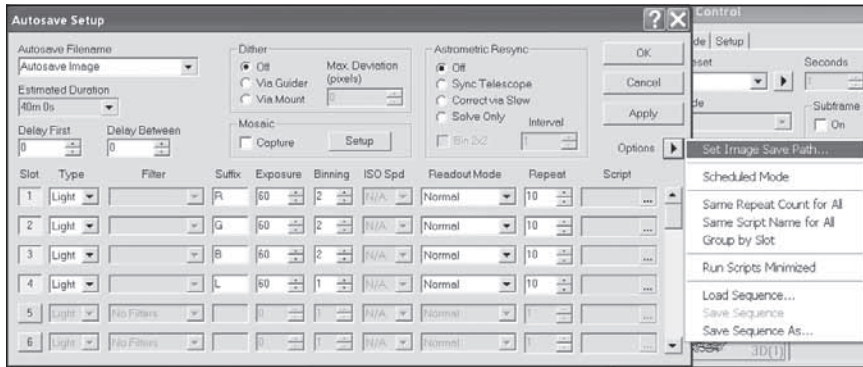 Autosave Setup
Control
Autosave Filename
Autosave Image
Estimated Duration
40m 0s
Delay First
Delay Between
0
0
Dither
Off
Via Guider
Via Mount
Max. Deviation
(pixels)
0
Mosaic
Capture
Setup
Astrometric Resync
Off
Sync Telescope
Correct via Slew
Solve Only
Interval
Bin 2x2
1
OK
Cancel
Apply
Options
Setup
Seconds
1
Subframe
On
Set Image Save Path...
Scheduled Mode
Same Repeat Count for All
Same Script Name for All
Group by Slot
Run Scripts Minimized
Load Sequence...
Save Sequence
Save Sequence As...
3D(1)
Slot Type Filter Suffix Exposure Binning ISO Spd Readout Mode Repeat Script
1 Light R 60 2 N/A Normal 10 ...
2 Light G 60 2 N/A Normal 10 ...
3 Light B 60 2 N/A Normal 10 ...
4 Light L 60 1 N/A Normal 10 ...
5 Light No Filters 0 1 N/A Normal 1 ...
6 Light No Filters 0 1 N/A Normal 1 ...